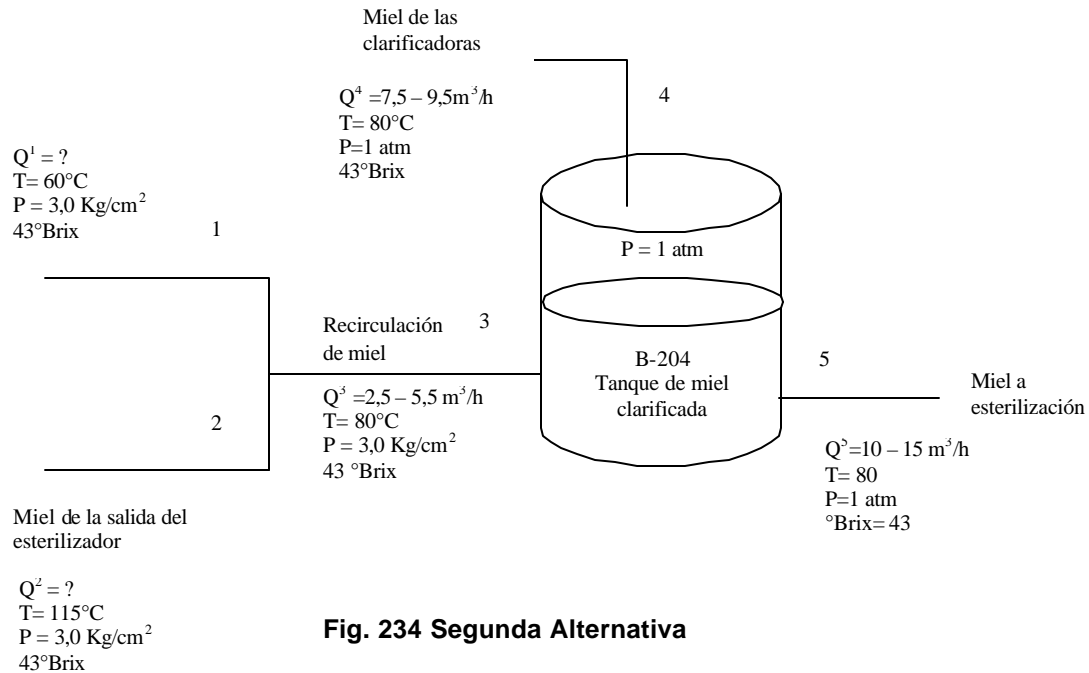 Miel de las
clarificadoras
Q⁴ =7,5 – 9,5m³/h
T= 80°C
P=1 atm
43°Brix
4
Q¹ = ?
T= 60°C
P = 3,0 Kg/cm²
43°Brix
1
P = 1 atm
Recirculación
de miel
3
Q³ =2,5 – 5,5 m³/h
T= 80°C
P = 3,0 Kg/cm²
43 °Brix
B-204
Tanque de miel
clarificada
5
Miel a
esterilización
Q⁵=10 – 15 m³/h
T= 80
P=1 atm
°Brix= 43
2
Miel de la salida del
esterilizador
Q² = ?
T= 115°C
P = 3,0 Kg/cm²
43°Brix
Fig. 234 Segunda Alternativa